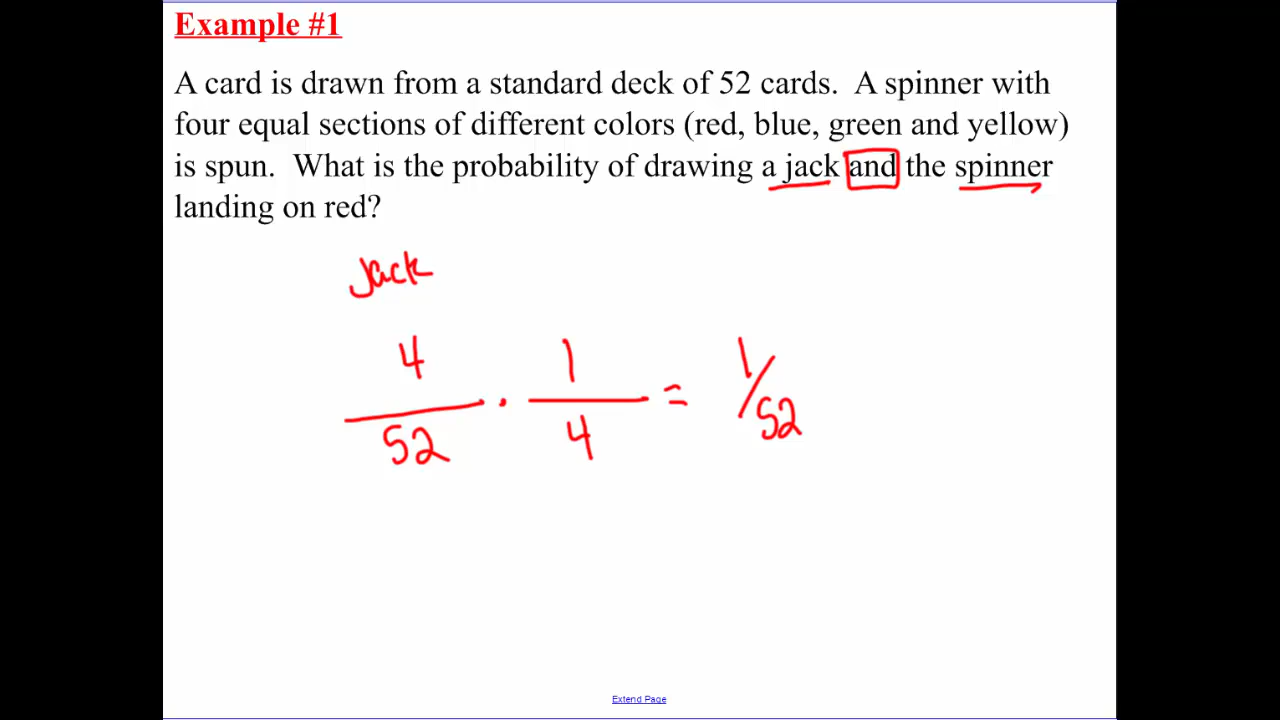 Example #1
A card is drawn from a standard deck of 52 cards. A spinner with
four equal sections of different colors (red, blue, green and yellow)
is spun. What is the probability of drawing a jack and the spinner
landing on red?
Jack
4/52 · 1/4 = 1/52
Extend Page